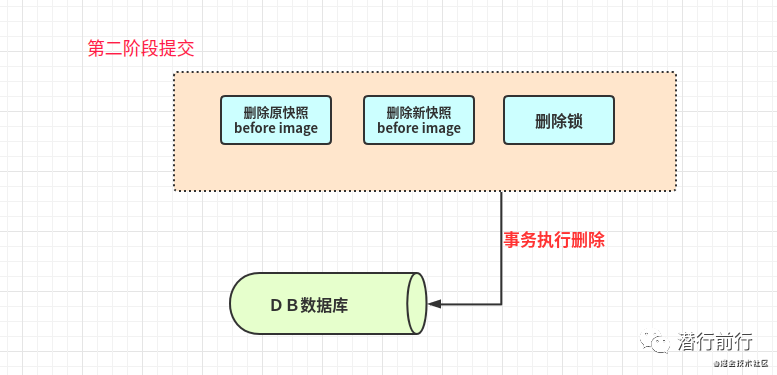 第二阶段提交
删除原快照
before image
删除新快照
before image
删除锁
事务执行删除
ＤＢ数据库
潜行前行
@掘金技术社区